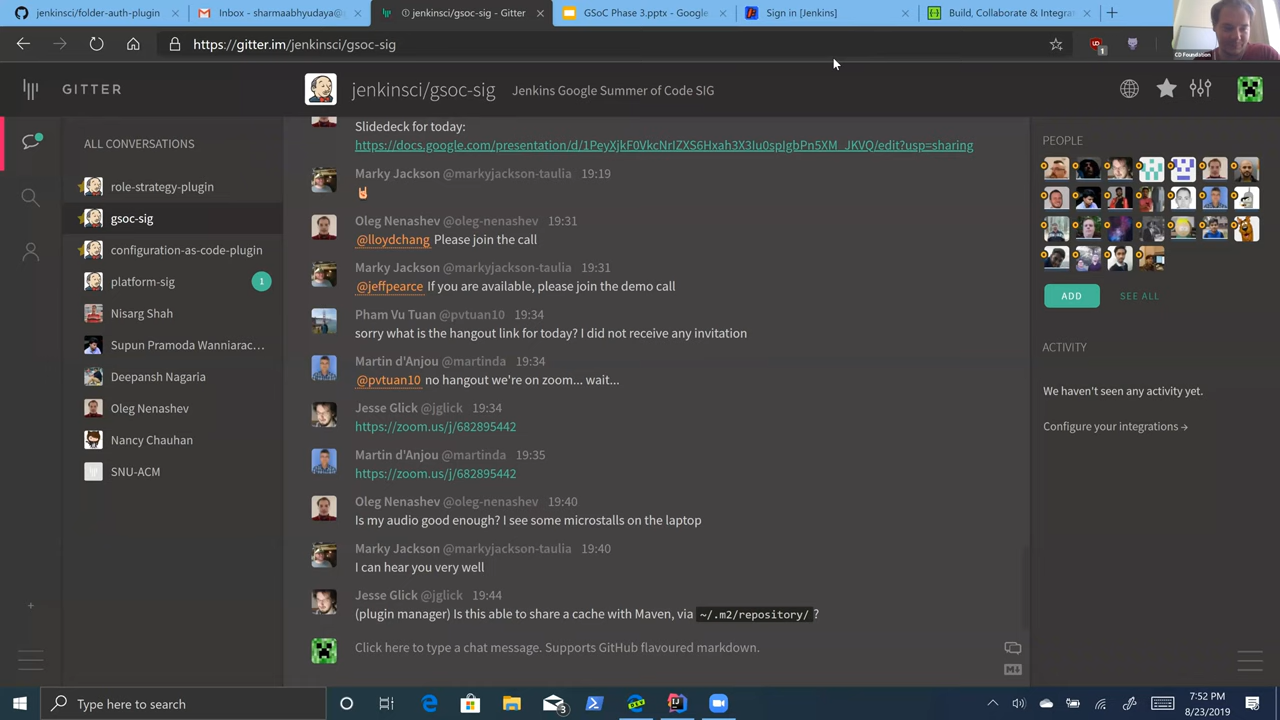 jenkinsci/folder-auth-plugin
Inbox - sharmaabhyudaya@
jenkinsci/gsoc-sig - Gitter
GSoC Phase 3.pptx - Google
Sign in [Jenkins]
Build, Collaborate & Integrat
https://gitter.im/jenkinsci/gsoc-sig
1
CD Foundation
GITTER
jenkinsci/gsoc-sig
Jenkins Google Summer of Code SIG
ALL CONVERSATIONS
role-strategy-plugin
gsoc-sig
configuration-as-code-plugin
platform-sig
1
Nisarg Shah
Supun Pramoda Wanniarac...
Deepansh Nagaria
Oleg Nenashev
Nancy Chauhan
SNU-ACM
Slidedeck for today:
https://docs.google.com/presentation/d/1PeyXjkF0VkcNrIZXS6Hxah3X3Iu0spIgbPn5XM_JKVQ/edit?usp=sharing
Marky Jackson @markyjackson-taulia 19:19
Oleg Nenashev @oleg-nenashev 19:31
@lloydchang Please join the call
Marky Jackson @markyjackson-taulia 19:31
@jeffpearce If you are available, please join the demo call
Pham Vu Tuan @pvtuan10 19:34
sorry what is the hangout link for today? I did not receive any invitation
Martin d'Anjou @martinda 19:34
@pvtuan10 no hangout we're on zoom... wait...
Jesse Glick @jglick 19:34
https://zoom.us/j/682895442
Martin d'Anjou @martinda 19:35
https://zoom.us/j/682895442
Oleg Nenashev @oleg-nenashev 19:40
Is my audio good enough? I see some microstalls on the laptop
Marky Jackson @markyjackson-taulia 19:40
I can hear you very well
Jesse Glick @jglick 19:44
(plugin manager) Is this able to share a cache with Maven, via ~/.m2/repository/ ?
Click here to type a chat message. Supports GitHub flavoured markdown.
PEOPLE
ADD
SEE ALL
ACTIVITY
We haven't seen any activity yet.
Configure your integrations →
Type here to search
3
7:52 PM
8/23/2019